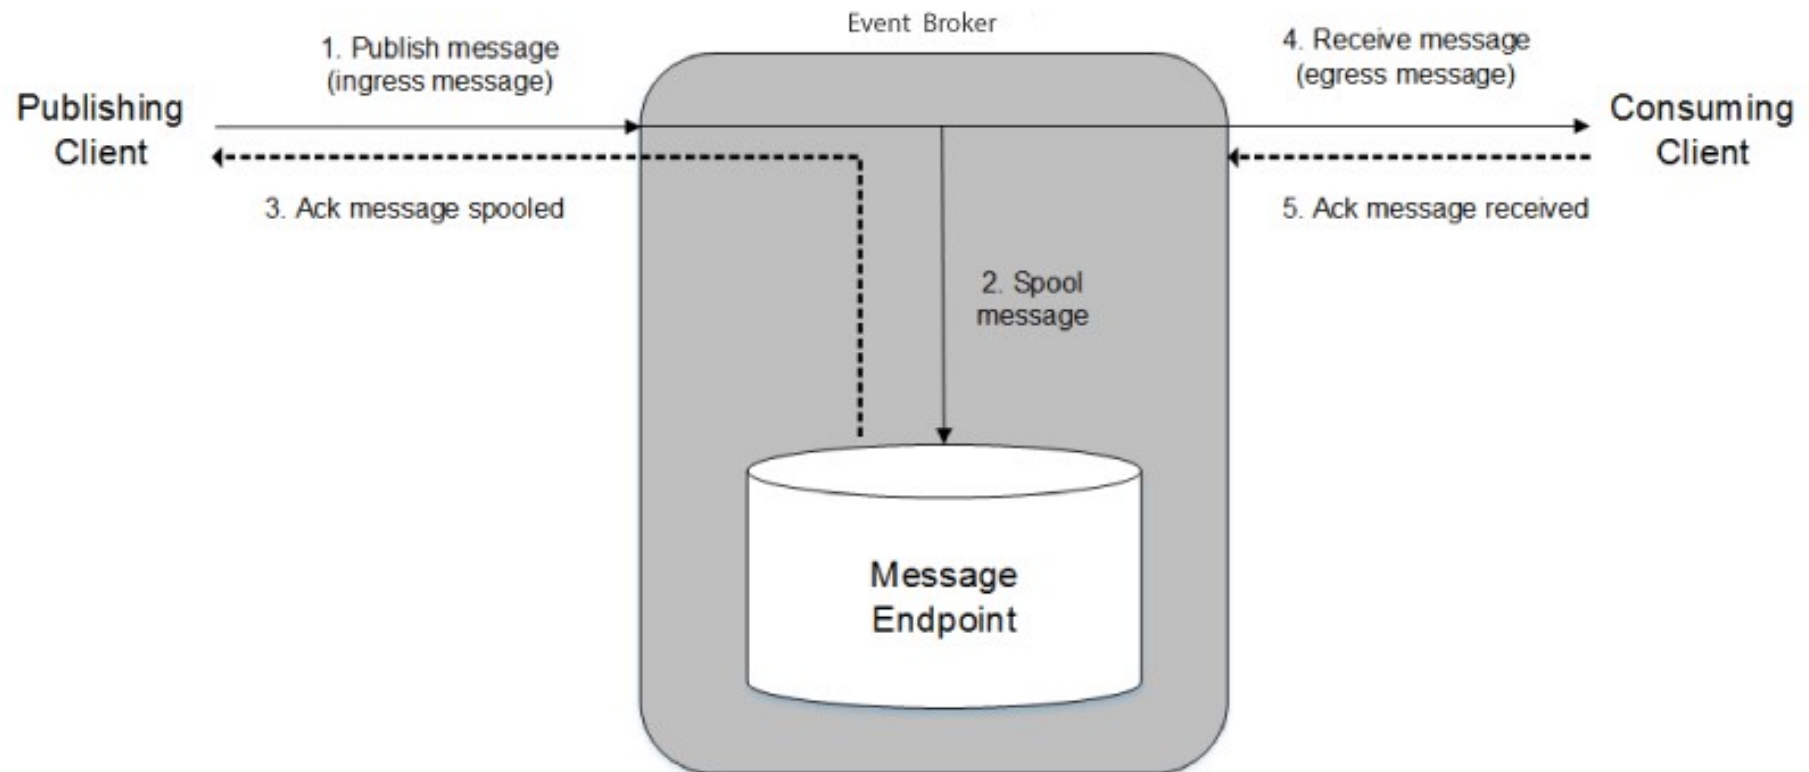 Event Broker
1. Publish message
(ingress message)
4. Receive message
(egress message)
Publishing
Client
Consuming
Client
3. Ack message spooled
5. Ack message received
2. Spool
message
Message
Endpoint